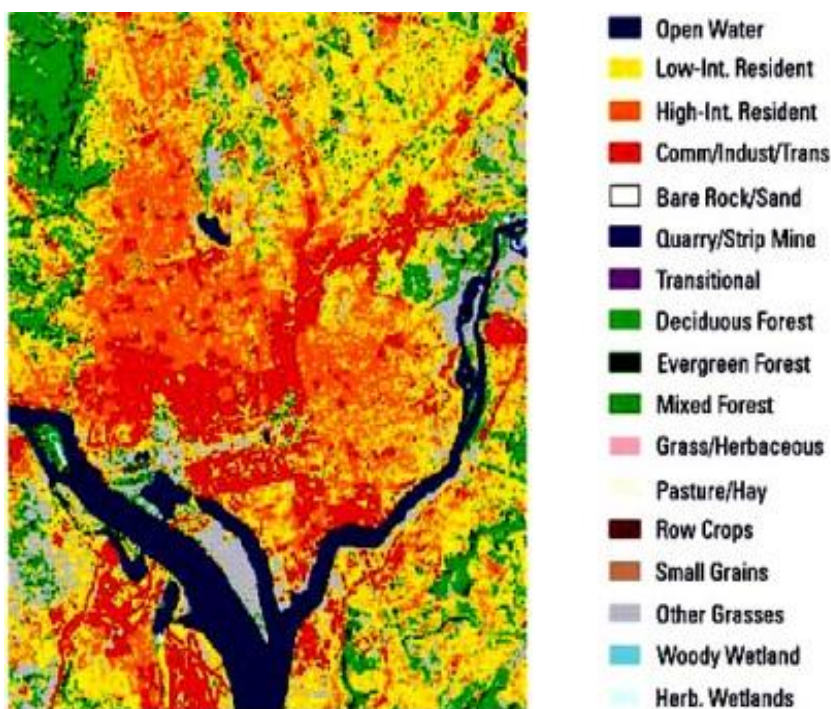 Open Water
Low-Int. Resident
High-Int. Resident
Comm/Indust/Trans
Bare Rock/Sand
Quarry/Strip Mine
Transitional
Deciduous Forest
Evergreen Forest
Mixed Forest
Grass/Herbaceous
Pasture/Hay
Row Crops
Small Grains
Other Grasses
Woody Wetland
Herb. Wetlands